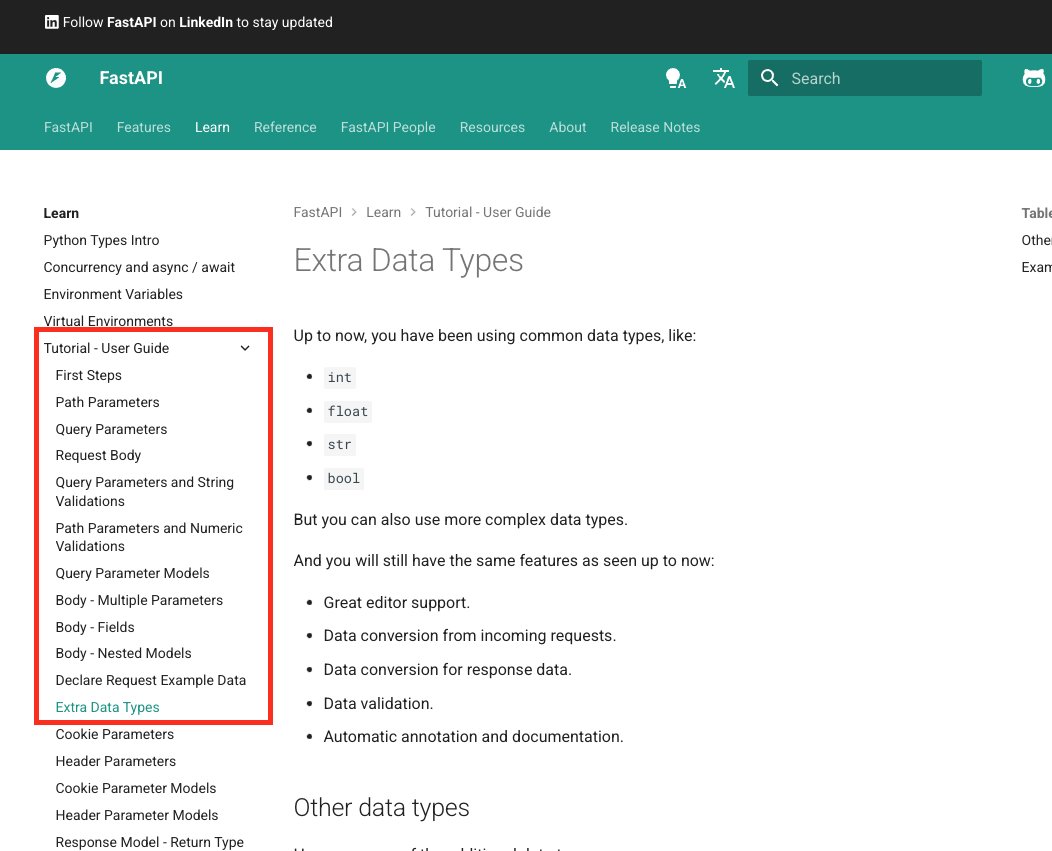 Follow FastAPI on LinkedIn to stay updated
FastAPI
Search
FastAPI Features Learn Reference FastAPI People Resources About Release Notes
Learn
Python Types Intro
Concurrency and async / await
Environment Variables
Virtual Environments
Tutorial - User Guide
First Steps
Path Parameters
Query Parameters
Request Body
Query Parameters and String
Validations
Path Parameters and Numeric
Validations
Query Parameter Models
Body - Multiple Parameters
Body - Fields
Body - Nested Models
Declare Request Example Data
Extra Data Types
Cookie Parameters
Header Parameters
Cookie Parameter Models
Header Parameter Models
Response Model - Return Type
FastAPI > Learn > Tutorial - User Guide
Extra Data Types
Up to now, you have been using common data types, like:
• int
• float
• str
• bool
But you can also use more complex data types.
And you will still have the same features as seen up to now:
• Great editor support.
• Data conversion from incoming requests.
• Data conversion for response data.
• Data validation.
• Automatic annotation and documentation.
Other data types